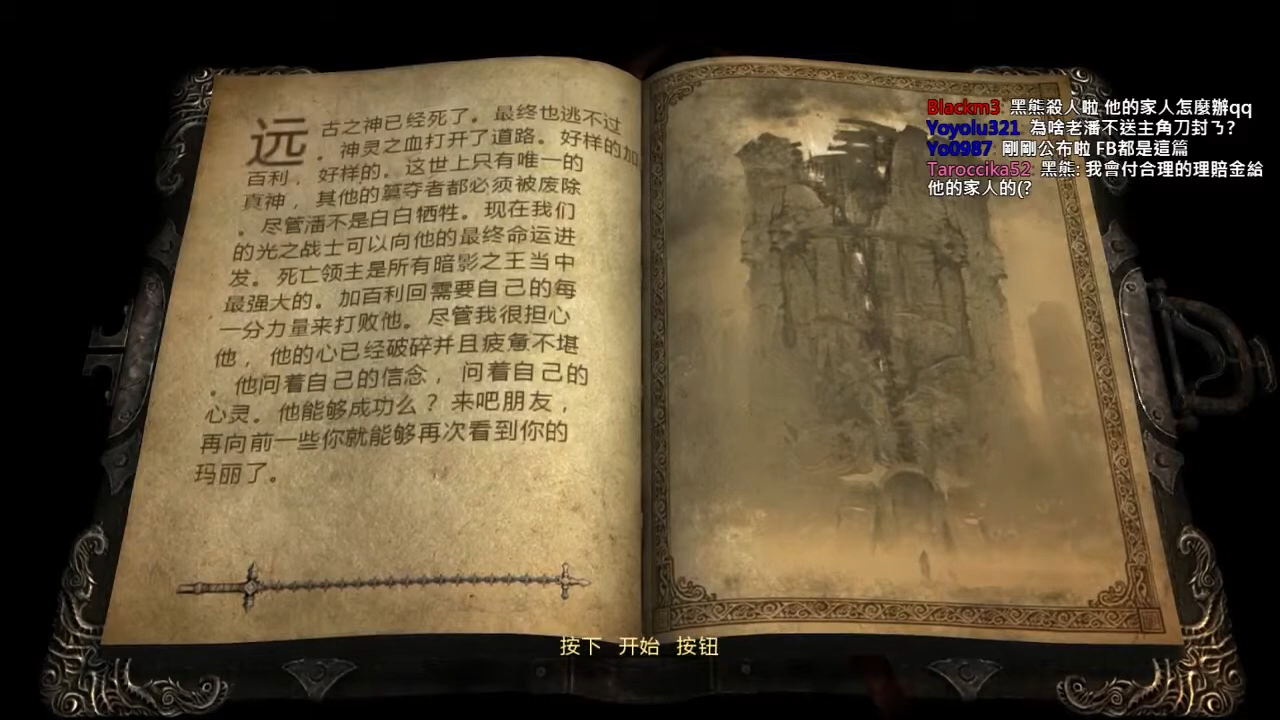 远古之神已经死了。最终也逃不过
。神灵之血打开了道路。好样的加
百利，好样的。这世上只有唯一的
真神，其他的篡夺者都必须被废除
。尽管潘不是白白牺牲。现在我们
的光之战士可以向他的最终命运进
发。死亡领主是所有暗影之王当中
最强大的。加百利回需要自己的每
一分力量来打败他。尽管我很担心
他，他的心已经破碎并且疲惫不堪
。他问着自己的信念，问着自己的
心灵。他能够成功么？来吧朋友，
再向前一些你就能够再次看到你的
玛丽了。
Blackm3 黑熊殺人啦 他的家人怎麼辦qq
Yoyolu321 為啥老潘不送主角刀封ㄋ?
Yo0987 剛剛公布啦 FB都是這篇
Taroccika52 黑熊: 我會付合理的理賠金給
他的家人的(?
按下 开始 按钮